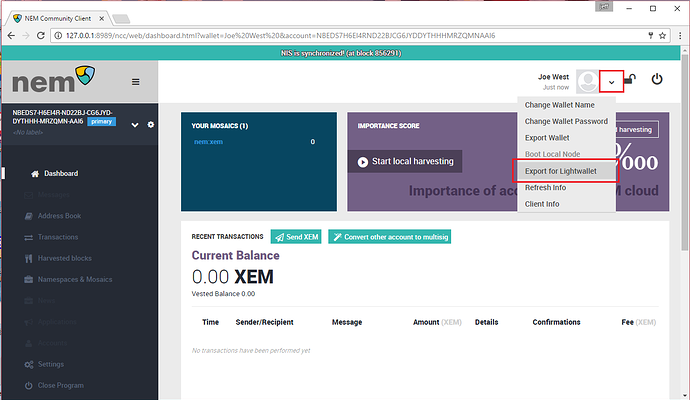 NEM Community Client
127.0.0.1:8989/ncc/web/dashboard.html?wallet=Joe%20West%20&account=NBEDS7H6EI4RND22BJCG6JYDDYTHHHMRZQMNAAI6
NIS is synchronized! (at block 856291)
nem
Joe West
Just now
NBEDS7-H6EI4R-ND22BJ-CG6JYD-
DYTHHH-MRZQMN-AAI6 primary
<No label>
Dashboard
Messages
Address Book
Transactions
Harvested blocks
Namespaces & Mosaics
News
Applications
Accounts
Settings
Close Program
YOUR MOSAICS (1)
nem:xem 0
IMPORTANCE SCORE
Start local harvesting
harvesting
%00
Importance of acc
M cloud
Change Wallet Name
Change Wallet Password
Export Wallet
Boot Local Node
Export for Lightwallet
Refresh Info
Client Info
RECENT TRANSACTIONS Send XEM Convert other account to multisig
Current Balance
0.00 XEM
Vested Balance 0.00
Time Sender/Recipient Message Amount (XEM) Details Confirmations Fee (XEM)
No transactions have been performed yet